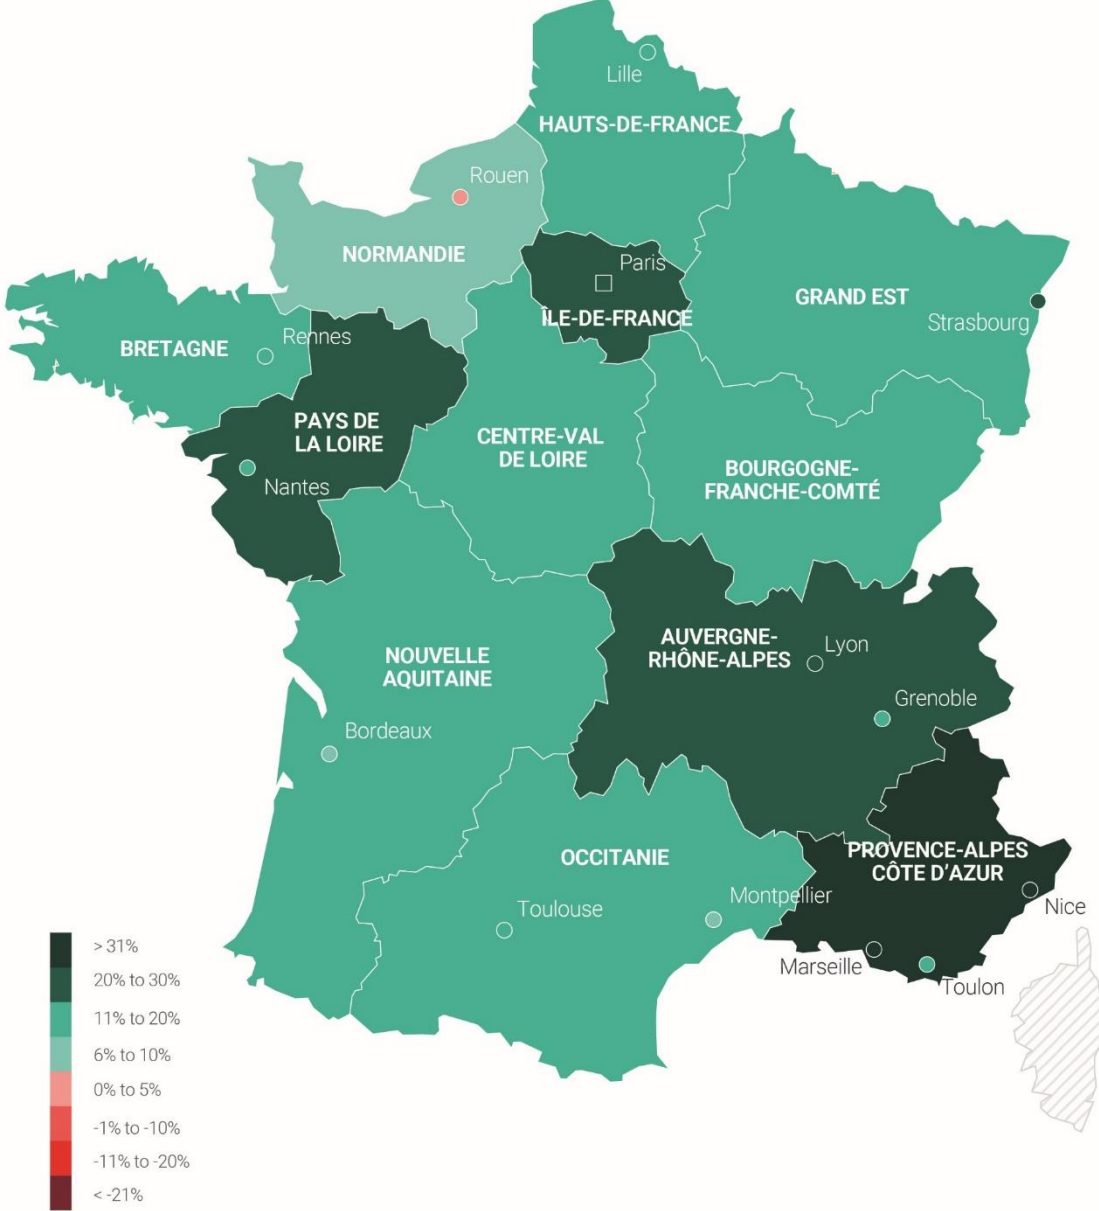 Lille
HAUTS-DE-FRANCE
Rouen
NORMANDIE
Paris
ÎLE-DE-FRANCE
GRAND EST
Strasbourg
BRETAGNE
Rennes
PAYS DE
LA LOIRE
Nantes
CENTRE-VAL
DE LOIRE
BOURGOGNE-
FRANCHE-COMTÉ
AUVERGNE-
RHÔNE-ALPES
Lyon
Grenoble
NOUVELLE
AQUITAINE
Bordeaux
OCCITANIE
Toulouse
Montpellier
PROVENCE-ALPES
CÔTE D'AZUR
Nice
Marseille
Toulon
> 31%
20% to 30%
11% to 20%
6% to 10%
0% to 5%
-1% to -10%
-11% to -20%
< -21%